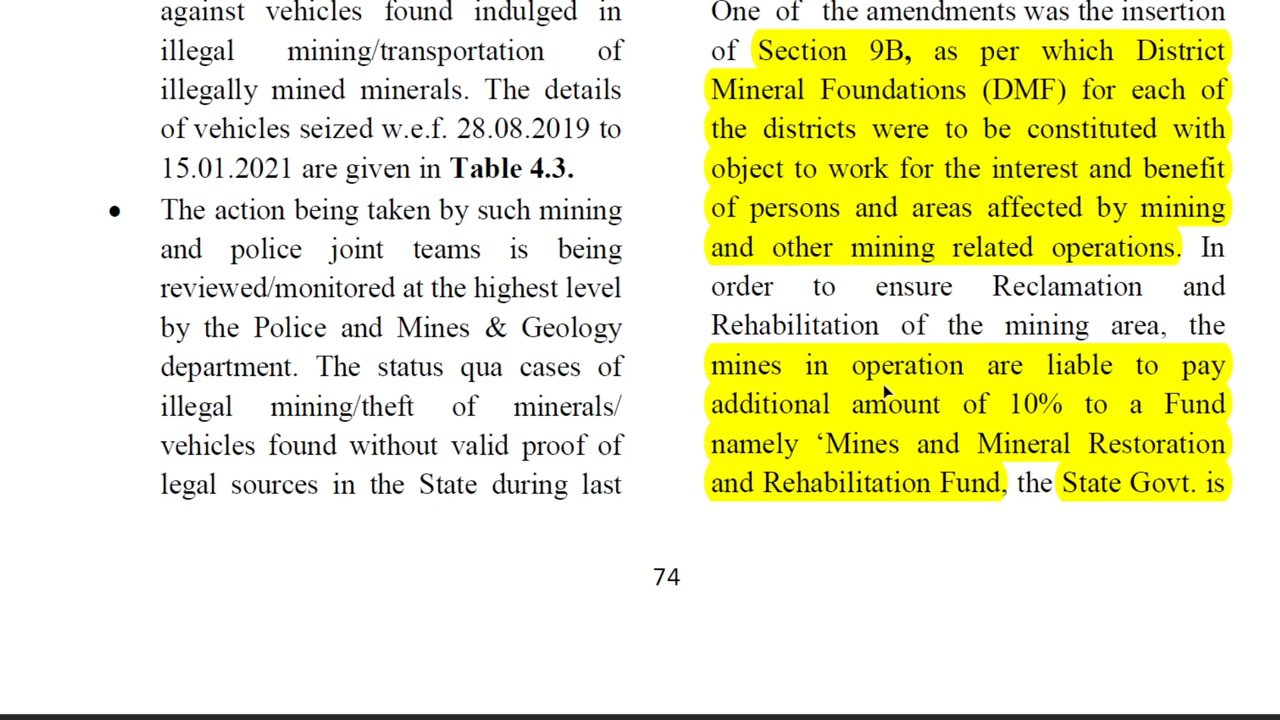 against vehicles found indulged in
illegal mining/transportation of
illegally mined minerals. The details
of vehicles seized w.e.f. 28.08.2019 to
15.01.2021 are given in Table 4.3.
• The action being taken by such mining
and police joint teams is being
reviewed/monitored at the highest level
by the Police and Mines & Geology
department. The status qua cases of
illegal mining/theft of minerals/
vehicles found without valid proof of
legal sources in the State during last
One of the amendments was the insertion
of Section 9B, as per which District
Mineral Foundations (DMF) for each of
the districts were to be constituted with
object to work for the interest and benefit
of persons and areas affected by mining
and other mining related operations. In
order to ensure Reclamation and
Rehabilitation of the mining area, the
mines in operation are liable to pay
additional amount of 10% to a Fund
namely ‘Mines and Mineral Restoration
and Rehabilitation Fund, the State Govt. is
74